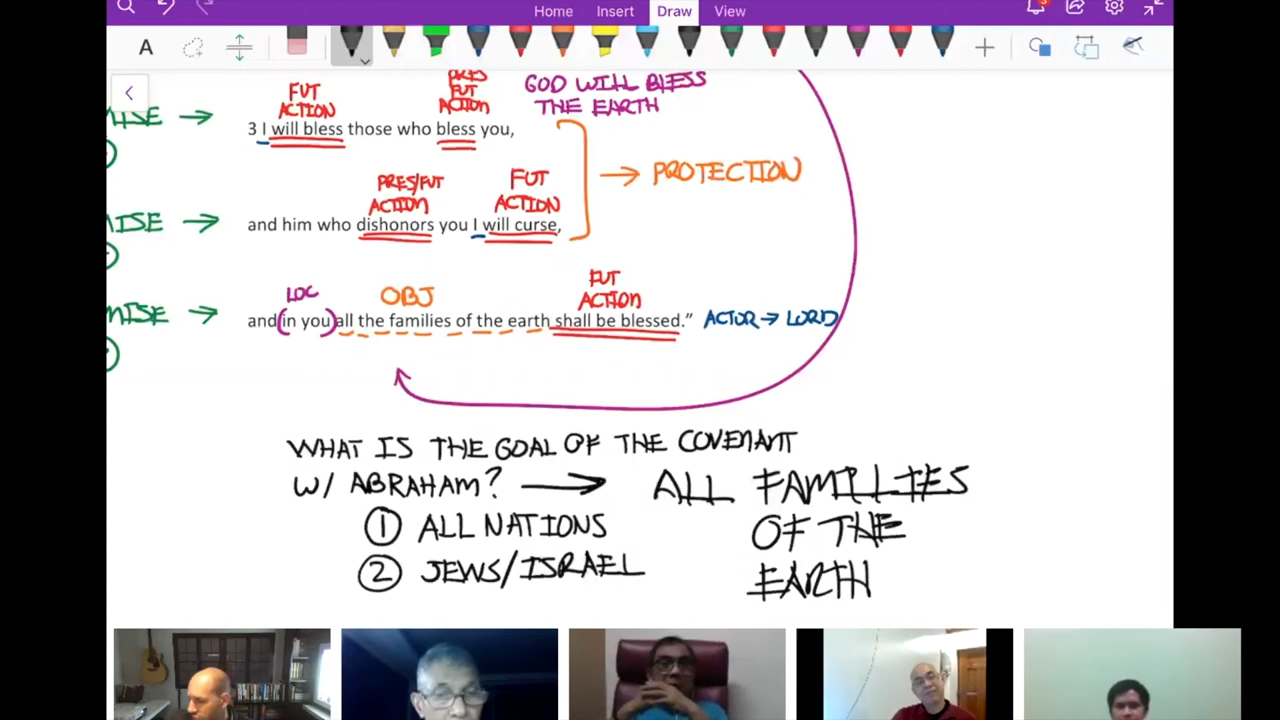 Home Insert Draw View
A
PRES
FUT FUT GOD WILL BLESS
ACTION ACTION THE EARTH
MISE →
3 I will bless those who bless you,
PRES/FUT FUT → PROTECTION
ACTION ACTION
MISE →
and him who dishonors you I will curse,
FUT
LOC OBJ ACTION
MISE →
and (in you) all the families of the earth shall be blessed.” ACTOR → LORD
WHAT IS THE GOAL OF THE COVENANT
W/ ABRAHAM? → ALL FAMILIES
① ALL NATIONS OF THE
② JEWS/ISRAEL EARTH